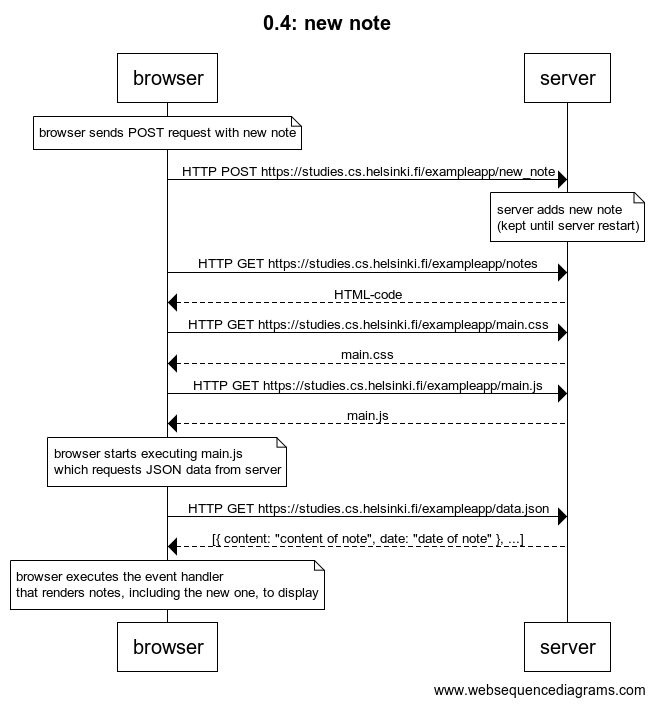 0.4: new note
browser
server
browser sends POST request with new note
HTTP POST https://studies.cs.helsinki.fi/exampleapp/new_note
server adds new note
(kept until server restart)
HTTP GET https://studies.cs.helsinki.fi/exampleapp/notes
HTML-code
HTTP GET https://studies.cs.helsinki.fi/exampleapp/main.css
main.css
HTTP GET https://studies.cs.helsinki.fi/exampleapp/main.js
main.js
browser starts executing main.js
which requests JSON data from server
HTTP GET https://studies.cs.helsinki.fi/exampleapp/data.json
[{ content: "content of note", date: "date of note" }, ...]
browser executes the event handler
that renders notes, including the new one, to display
browser
server
www.websequencediagrams.com